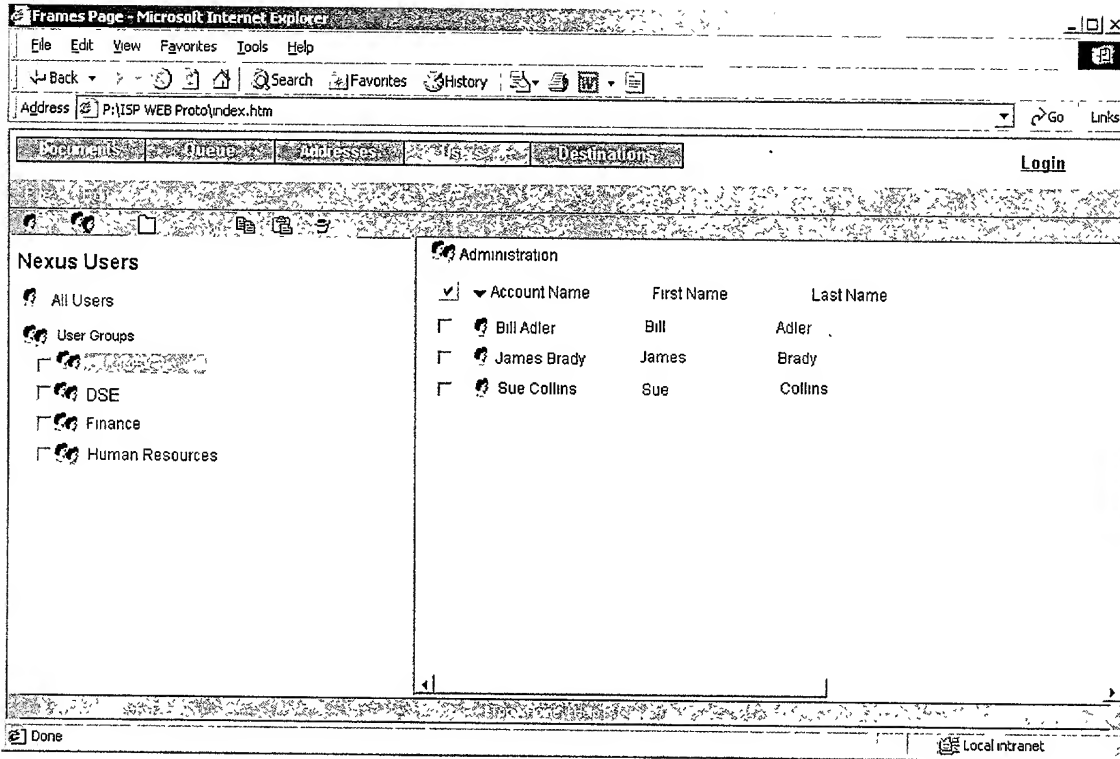 Frames Page - Microsoft Internet Explorer
File Edit View Favorites Tools Help
Back Search Favorites History
Address P:\ISP WEB Proto\index.htm Go Links
Documents Queue Addresses Destinations
Login
Nexus Users
All Users
User Groups
DSE
Finance
Human Resources
Administration
Account Name First Name Last Name
Bill Adler Bill Adler
James Brady James Brady
Sue Collins Sue Collins
Done Local intranet